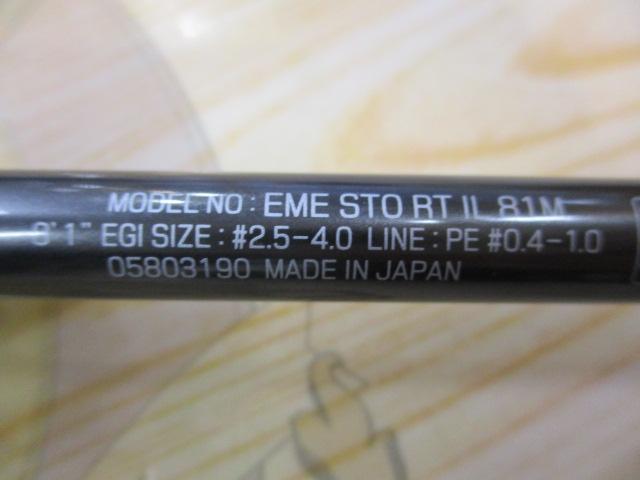 MODEL NO : EME STO RT IL 81M
8'1" EGI SIZE : #2.5-4.0 LINE : PE #0.4-1.0
05803190 MADE IN JAPAN